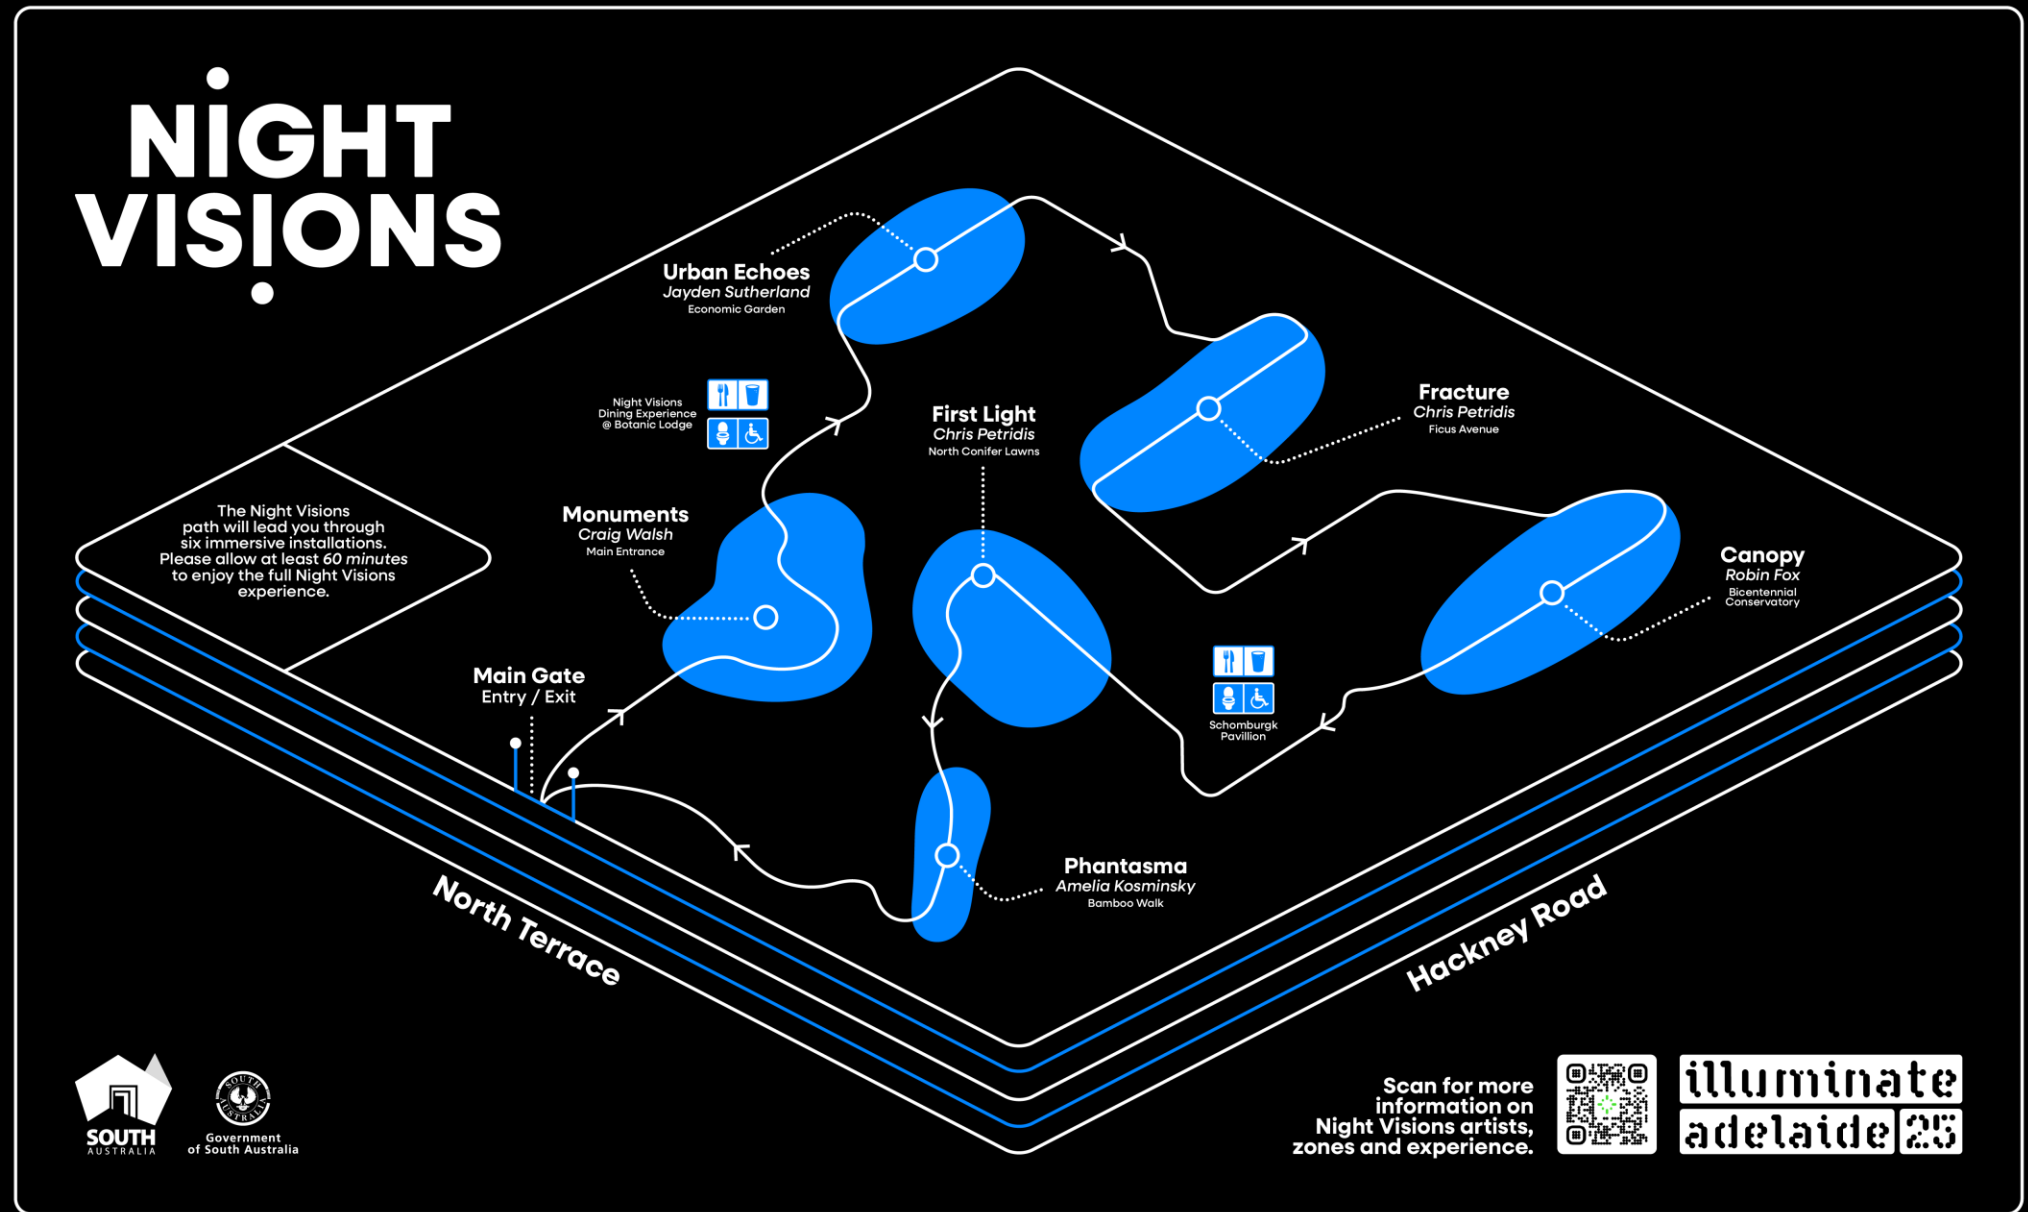 NiGHT
VISiONS
Urban Echoes
Jayden Sutherland
Economic Garden
Night Visions
Dining Experience
@ Botanic Lodge
First Light
Chris Petridis
North Conifer Lawns
Fracture
Chris Petridis
Ficus Avenue
The Night Visions
path will lead you through
six immersive installations.
Please allow at least 60 minutes
to enjoy the full Night Visions
experience.
Monuments
Craig Walsh
Main Entrance
Canopy
Robin Fox
Bicentennial
Conservatory
Main Gate
Entry / Exit
Schomburgk
Pavillion
Phantasma
Amelia Kosminsky
Bamboo Walk
North Terrace
Hackney Road
SOUTH
AUSTRALIA
SOUTH
AUSTRALIA
Government
of South Australia
Scan for more
information on
Night Visions artists,
zones and experience.
illuminate
adelaide 25